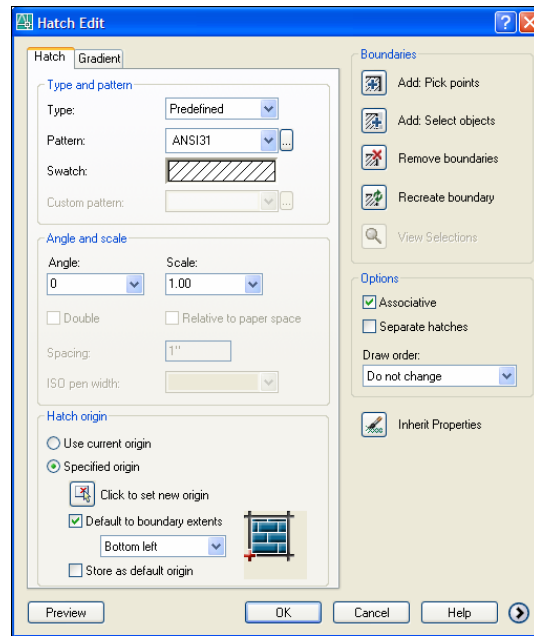 Hatch Edit
Hatch
Gradient
Type and pattern
Type:
Predefined
Pattern:
ANSI31
...
Swatch:
Custom pattern:
...
Angle and scale
Angle:
Scale:
0
1.00
Double
Relative to paper space
Spacing:
1"
ISO pen width:
Hatch origin
Use current origin
Specified origin
Click to set new origin
Default to boundary extents
Bottom left
Store as default origin
Boundaries
Add: Pick points
Add: Select objects
Remove boundaries
Recreate boundary
View Selections
Options
Associative
Separate hatches
Draw order:
Do not change
Inherit Properties
Preview
OK
Cancel
Help